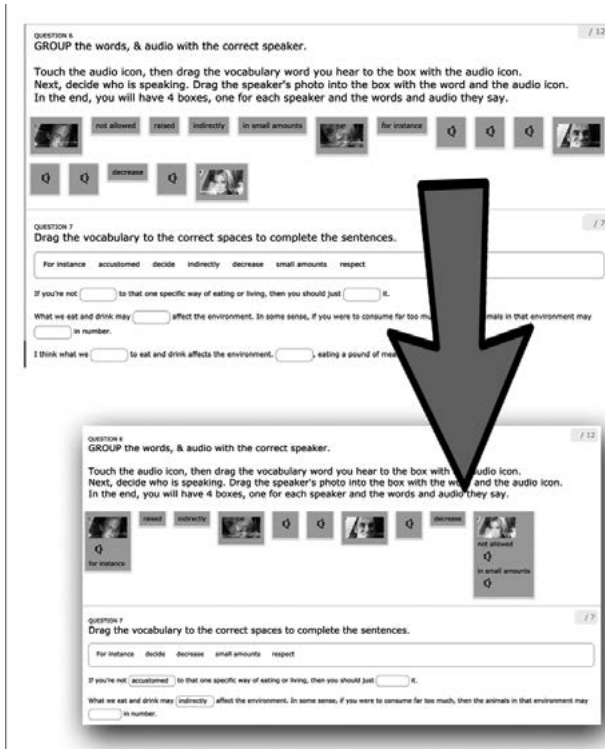 / 12
QUESTION 6
GROUP the words, & audio with the correct speaker.
Touch the audio icon, then drag the vocabulary word you hear to the box with the audio icon.
Next, decide who is speaking. Drag the speaker's photo into the box with the word and the audio icon.
In the end, you will have 4 boxes, one for each speaker and the words and audio they say.
not allowed raised indirectly in small amounts for instance
decrease
QUESTION 7
/ 7
Drag the vocabulary to the correct spaces to complete the sentences.
For instance accustomed decide indirectly decrease small amounts respect
If you're not to that one specific way of eating or living, then you should just it.
What we eat and drink may affect the environment. In some sense, if you were to consume far too in that environment may
in number.
I think what we to eat and drink affects the environment. , eating a pound of
/ 12
QUESTION 6
GROUP the words, & audio with the correct speaker.
Touch the audio icon, then drag the vocabulary word you hear to the box with icon.
Next, decide who is speaking. Drag the speaker's photo into the box with the and the audio icon.
In the end, you will have 4 boxes, one for each speaker and the words and audio they say.
raised indirectly decrease
not allowed
for instance
in small amounts
QUESTION 7
/ 7
Drag the vocabulary to the correct spaces to complete the sentences.
For instance decide decrease small amounts respect
If you're not accustomed to that one specific way of eating or living, then you should just it.
What we eat and drink may indirectly affect the environment. In some sense, if you were to consume far too much, then the animals in that environment may
in number.